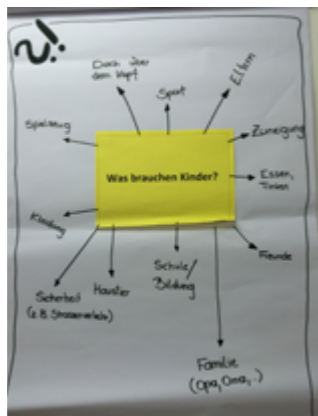 ?!
Dach über
dem Kopf
Sport
Eltern
Spielzeug
Zuneigung
Was brauchen Kinder?
Essen,
Trinken
Kleidung
Freunde
Schule/
Bildung
Haustier
Sicherheit
(z.B. Strassenverkehr)
Familie
(Opa, Oma,..)